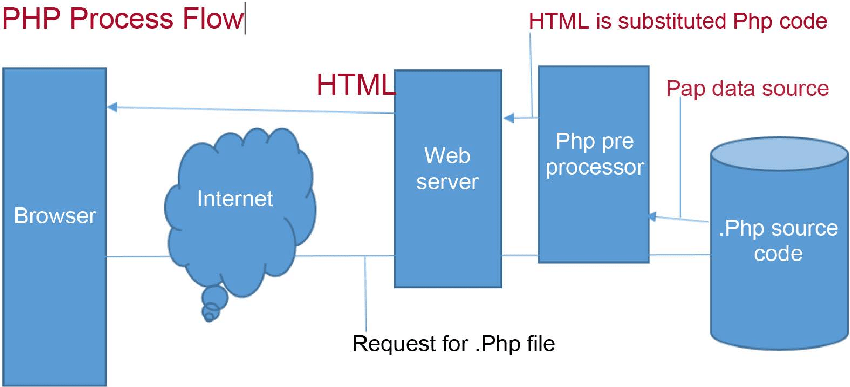 PHP Process Flow
HTML is substituted Php code
HTML
Pap data source
Web
server
Php pre
processor
Internet
Browser
.Php source
code
Request for .Php file